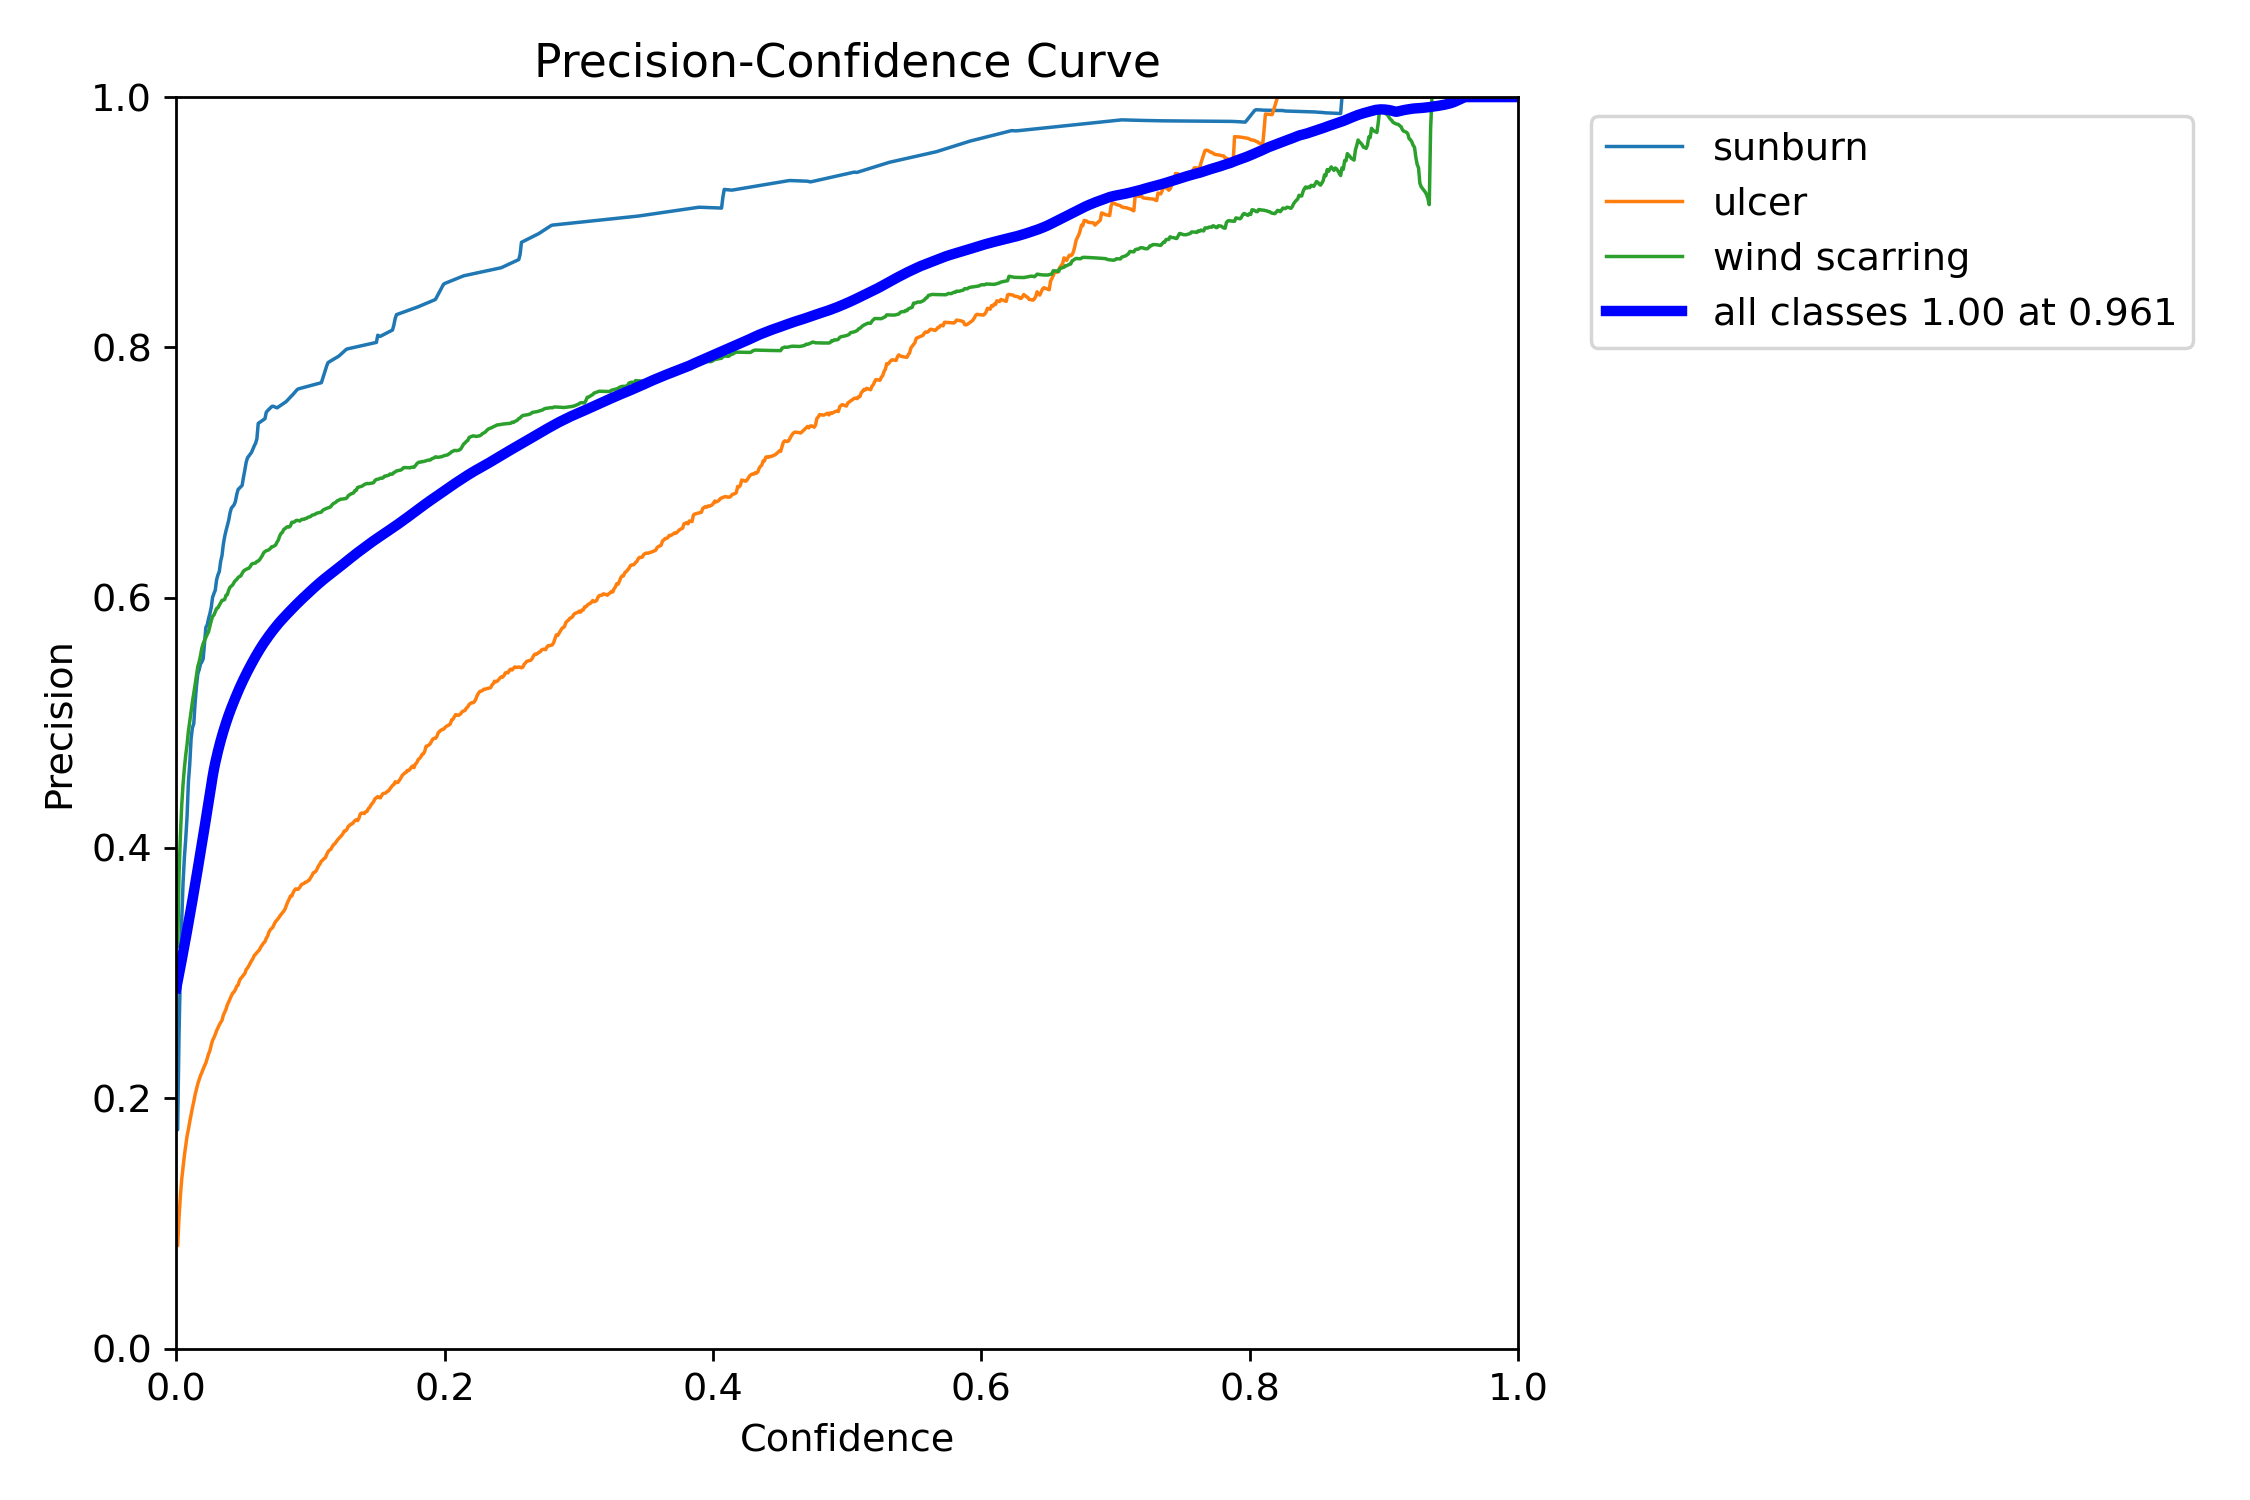 Precision-Confidence Curve
1.0
0.8
0.6
0.4
0.2
0.0
Precision
0.0 0.2 0.4 0.6 0.8 1.0
Confidence
sunburn
ulcer
wind scarring
all classes 1.00 at 0.961